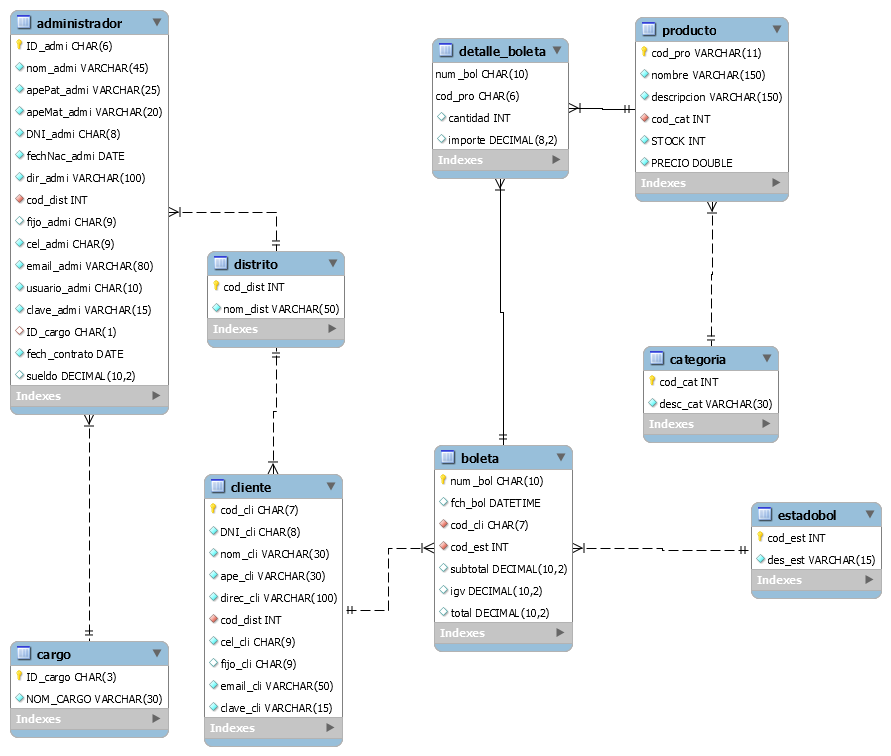 administrador
ID_admi CHAR(6)
nom_admi VARCHAR(45)
apePat_admi VARCHAR(25)
apeMat_admi VARCHAR(20)
DNI_admi CHAR(8)
fechNac_admi DATE
dir_admi VARCHAR(100)
cod_dist INT
fijo_admi CHAR(9)
cel_admi CHAR(9)
email_admi VARCHAR(80)
usuario_admi CHAR(10)
clave_admi VARCHAR(15)
ID_cargo CHAR(1)
fech_contrato DATE
sueldo DECIMAL(10,2)
Indexes
distrito
cod_dist INT
nom_dist VARCHAR(50)
Indexes
detalle_boleta
num_bol CHAR(10)
cod_pro CHAR(6)
cantidad INT
importe DECIMAL(8,2)
Indexes
producto
cod_pro VARCHAR(11)
nombre VARCHAR(150)
descripcion VARCHAR(150)
cod_cat INT
STOCK INT
PRECIO DOUBLE
Indexes
categoria
cod_cat INT
desc_cat VARCHAR(30)
Indexes
cliente
cod_cli CHAR(7)
DNI_cli CHAR(8)
nom_cli VARCHAR(30)
ape_cli VARCHAR(30)
direc_cli VARCHAR(100)
cod_dist INT
cel_cli CHAR(9)
fijo_cli CHAR(9)
email_cli VARCHAR(50)
clave_cli VARCHAR(15)
Indexes
boleta
num_bol CHAR(10)
fch_bol DATETIME
cod_cli CHAR(7)
cod_est INT
subtotal DECIMAL(10,2)
igv DECIMAL(10,2)
total DECIMAL(10,2)
Indexes
estadobol
cod_est INT
des_est VARCHAR(15)
Indexes
cargo
ID_cargo CHAR(3)
NOM_CARGO VARCHAR(30)
Indexes